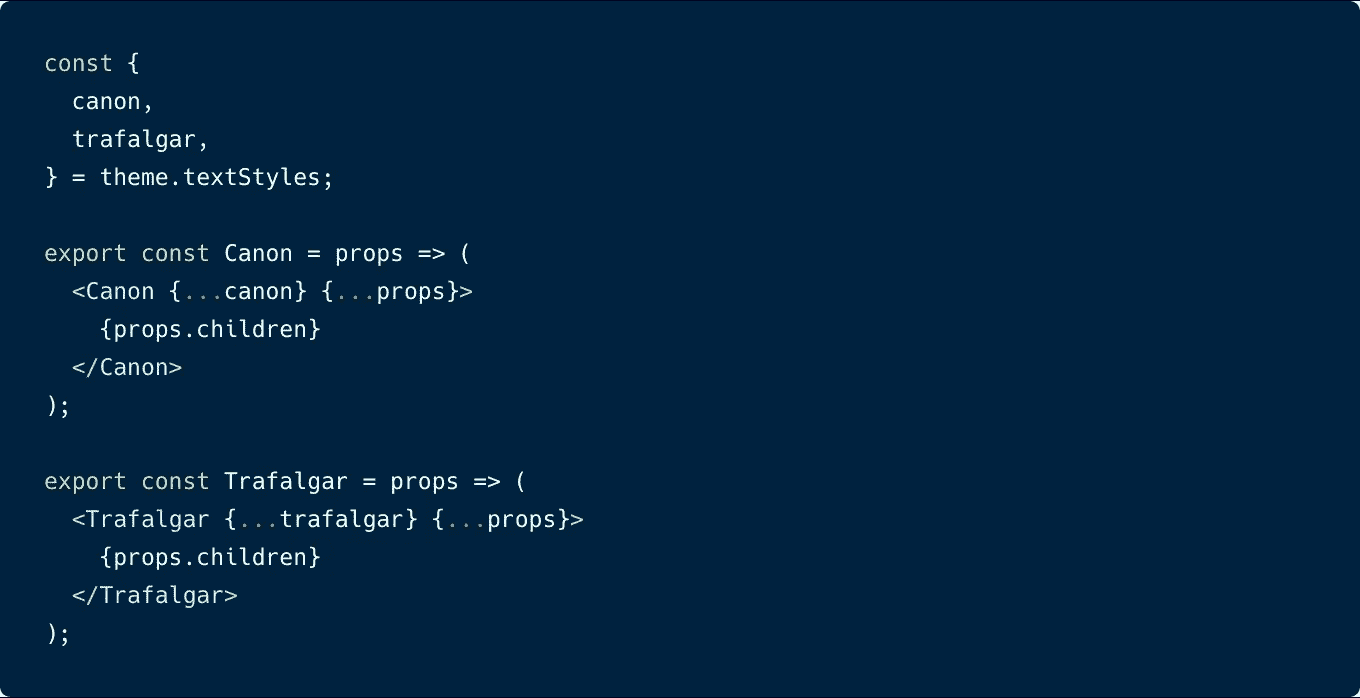 const {
  canon,
  trafalgar,
} = theme.textStyles;

export const Canon = props => (
  <Canon {...canon} {...props}>
    {props.children}
  </Canon>
);

export const Trafalgar = props => (
  <Trafalgar {...trafalgar} {...props}>
    {props.children}
  </Trafalgar>
);